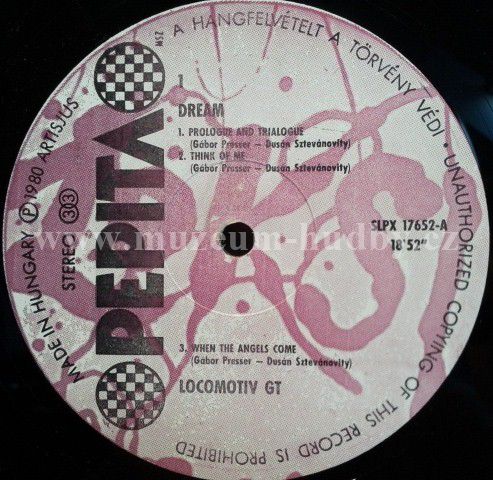 A HANGFELVÉTELT A TÖRVÉNY VÉDI · UNAUTHORIZED COPYING OF THIS RECORD IS PROHIBITED
MADE IN HUNGARY Ⓟ 1980 ARTISJUS
STEREO 33
PEPITA
MSZ
1
DREAM
1. PROLOGUE AND TRIALOGUE
(Gábor Presser — Dusán Sztevánovity)
2. THINK OF ME
(Gábor Presser — Dusán Sztevánovity)
SLPX 17652-A
18'52"
www.muzeum-hudby.cz
3. WHEN THE ANGELS COME
(Gábor Presser — Dusán Sztevánovity)
LOCOMOTIV GT